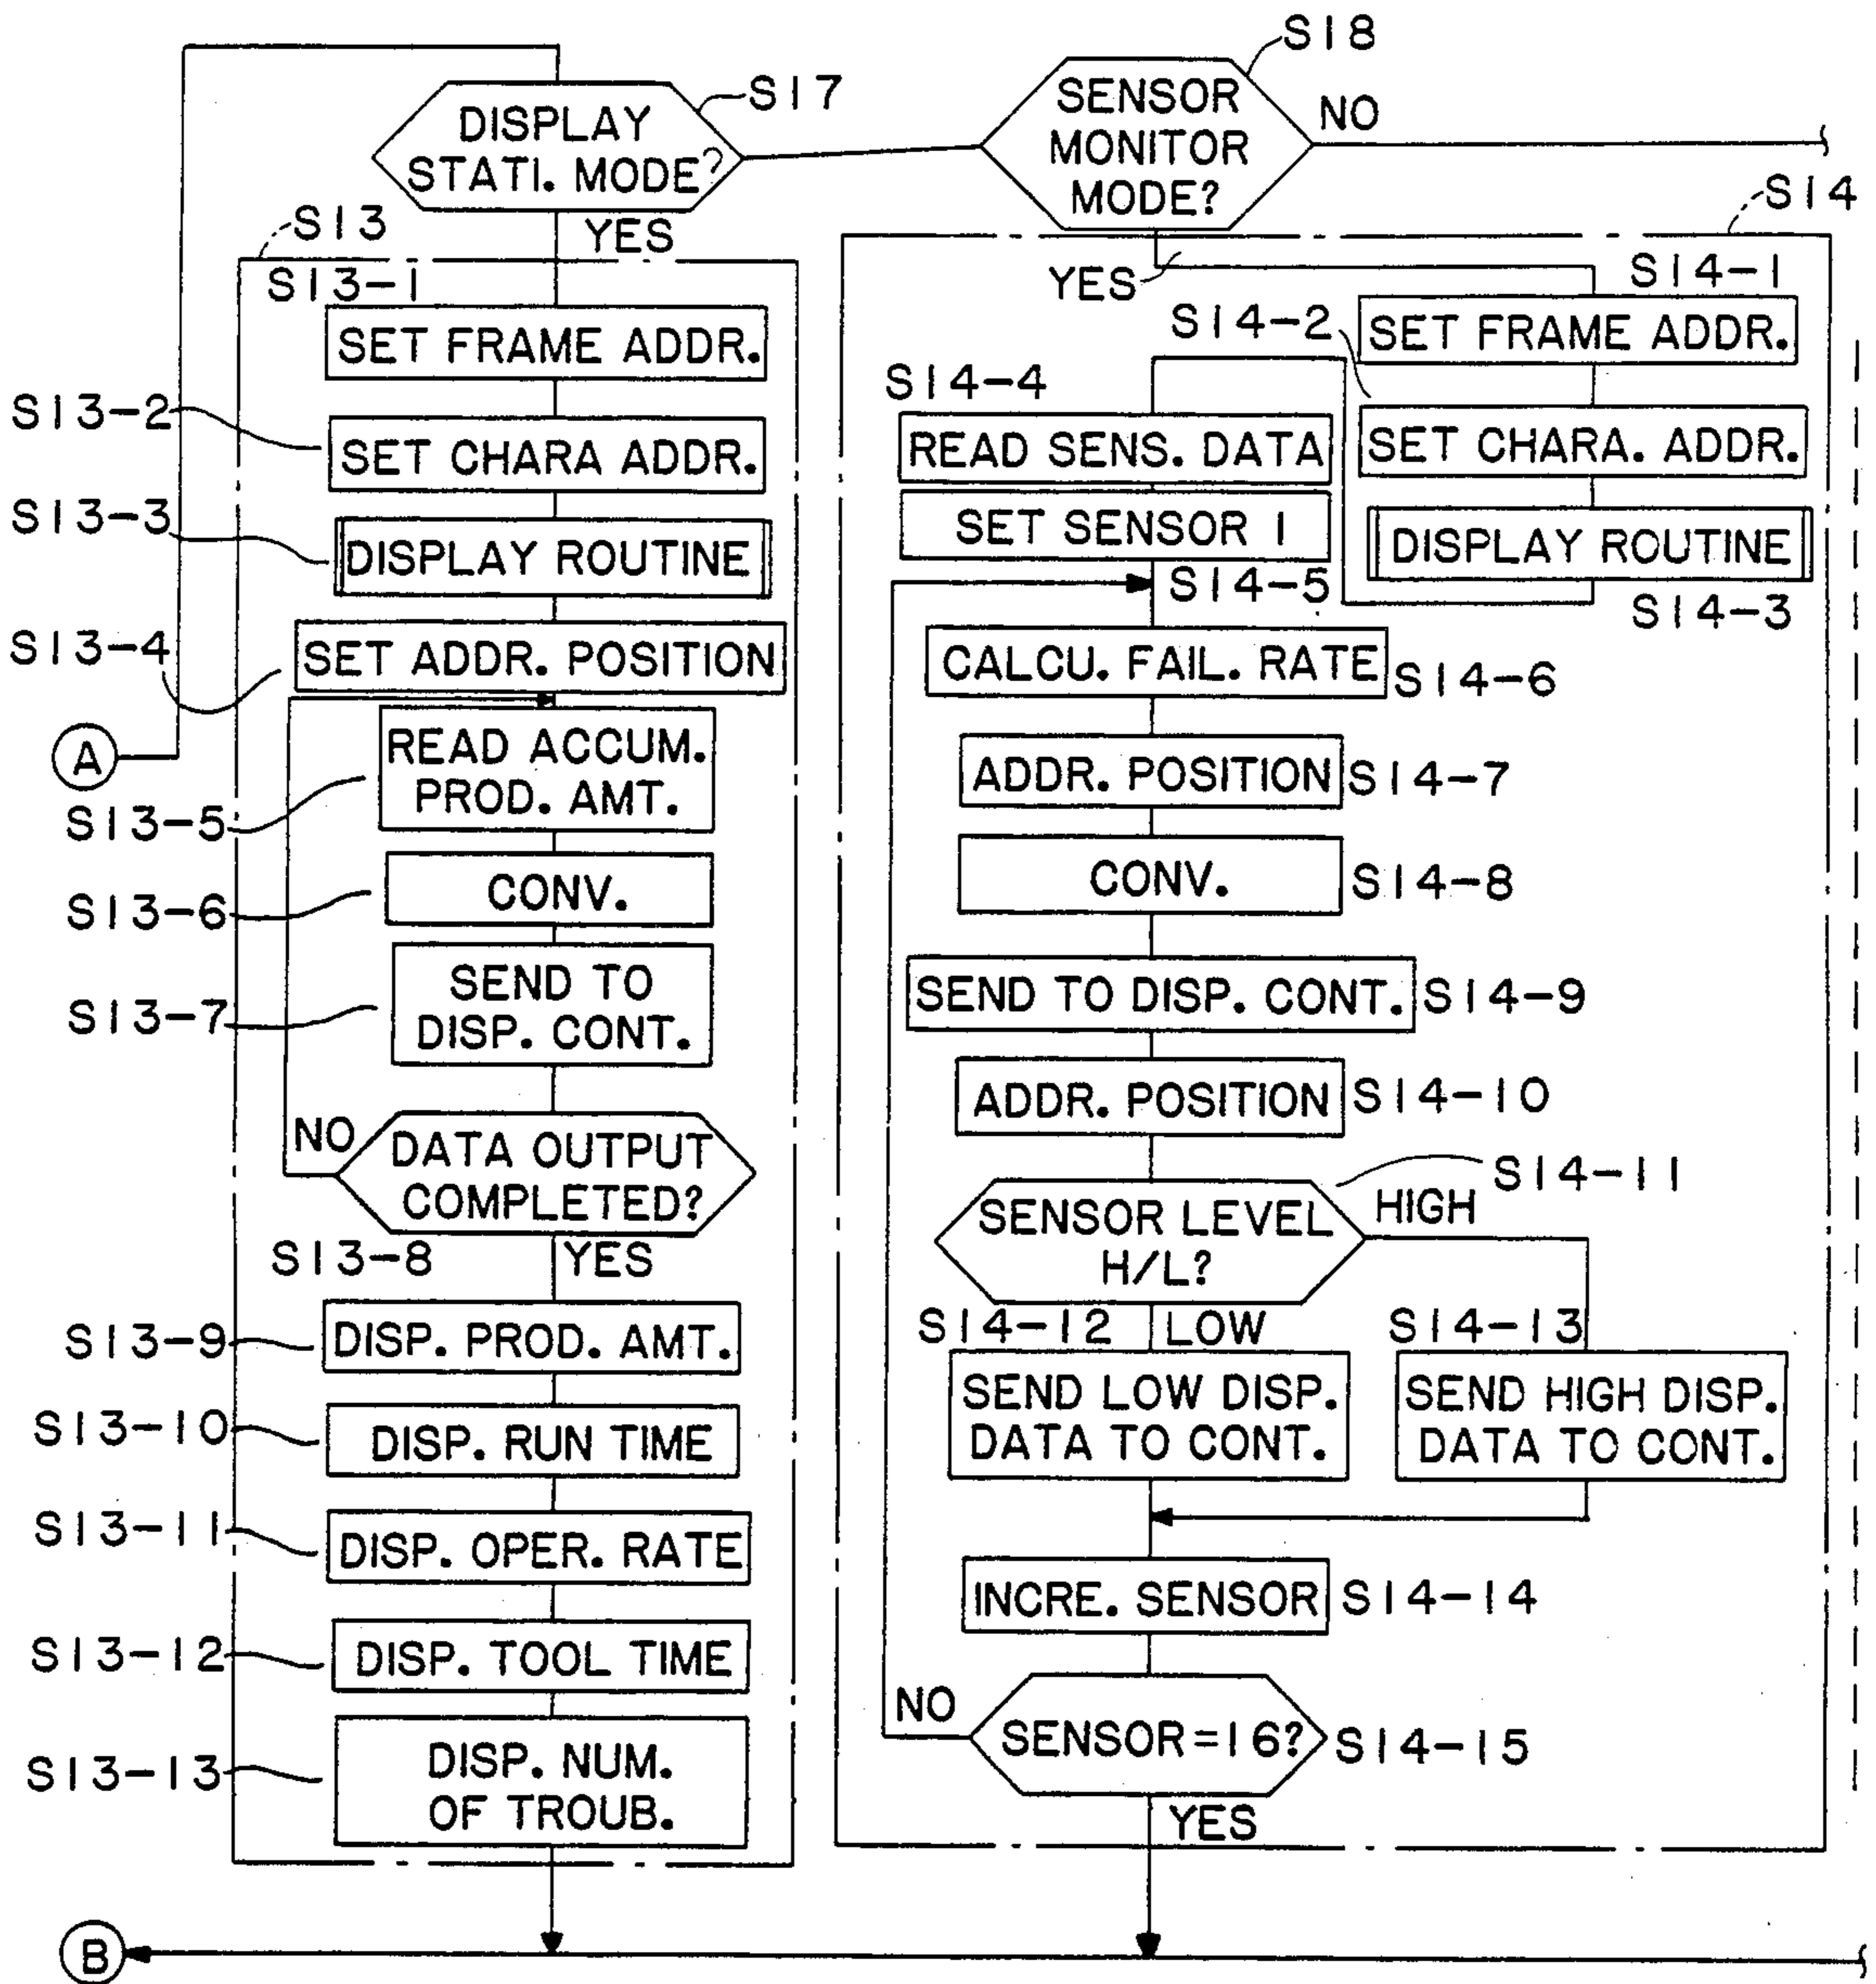 S17
DISPLAY
STATI. MODE?
YES
S18
SENSOR
MONITOR
MODE?
NO
S13
S13-1
SET FRAME ADDR.
S13-2
SET CHARA ADDR.
S13-3
DISPLAY ROUTINE
S13-4
SET ADDR. POSITION
A
READ ACCUM.
PROD. AMT.
S13-5
CONV.
S13-6
SEND TO
DISP. CONT.
S13-7
NO
DATA OUTPUT
COMPLETED?
S13-8
YES
S13-9
DISP. PROD. AMT.
S13-10
DISP. RUN TIME
S13-11
DISP. OPER. RATE
S13-12
DISP. TOOL TIME
S13-13
DISP. NUM.
OF TROUB.
S14
YES
S14-1
SET FRAME ADDR.
S14-2
SET CHARA. ADDR.
DISPLAY ROUTINE
S14-3
S14-4
READ SENS. DATA
SET SENSOR 1
S14-5
CALCU. FAIL. RATE
S14-6
ADDR. POSITION
S14-7
CONV.
S14-8
SEND TO DISP. CONT.
S14-9
ADDR. POSITION
S14-10
S14-11
SENSOR LEVEL
H/L?
HIGH
S14-12
LOW
S14-13
SEND LOW DISP.
DATA TO CONT.
SEND HIGH DISP.
DATA TO CONT.
INCRE. SENSOR
S14-14
NO
SENSOR=16?
S14-15
YES
B